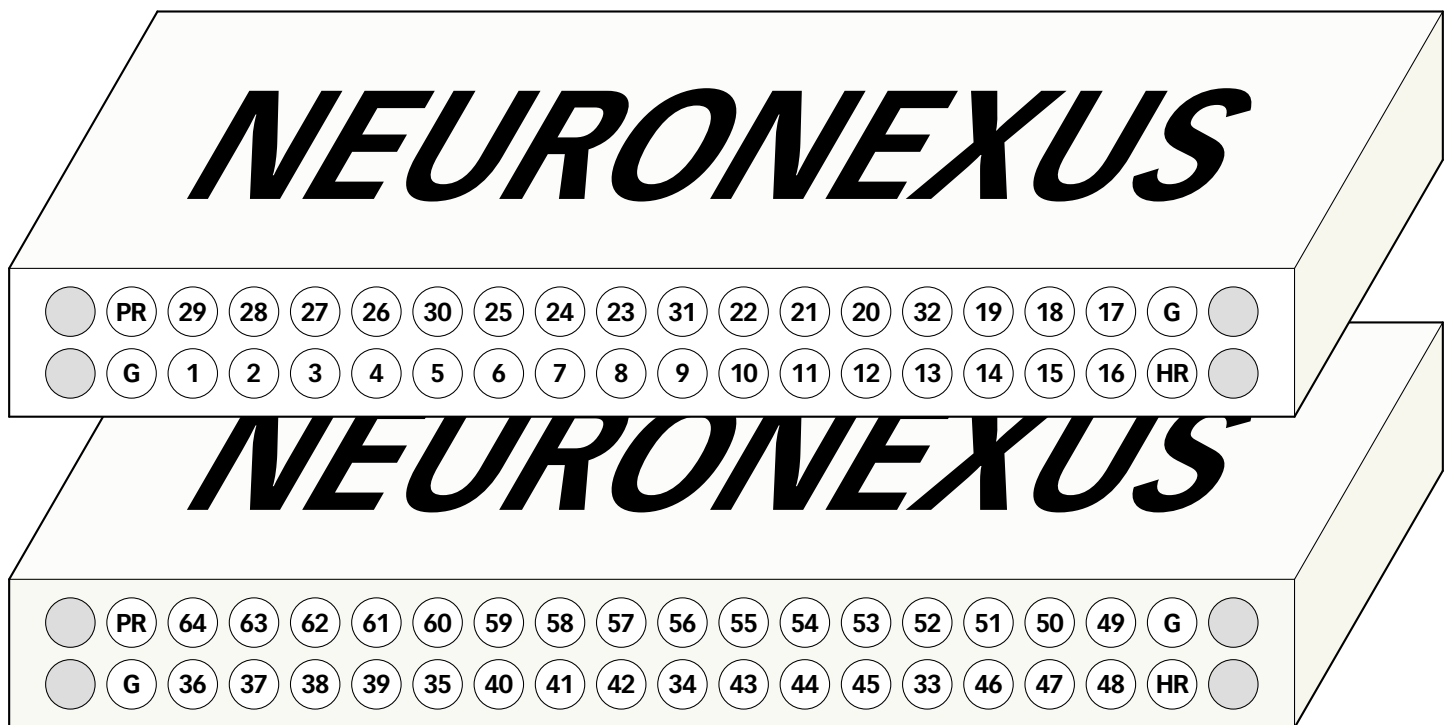 NEURONEXUS
PR 29 28 27 26 30 25 24 23 31 22 21 20 32 19 18 17 G
G 1 2 3 4 5 6 7 8 9 10 11 12 13 14 15 16 HR
NEURONEXUS
PR 64 63 62 61 60 59 58 57 56 55 54 53 52 51 50 49 G
G 36 37 38 39 35 40 41 42 34 43 44 45 33 46 47 48 HR